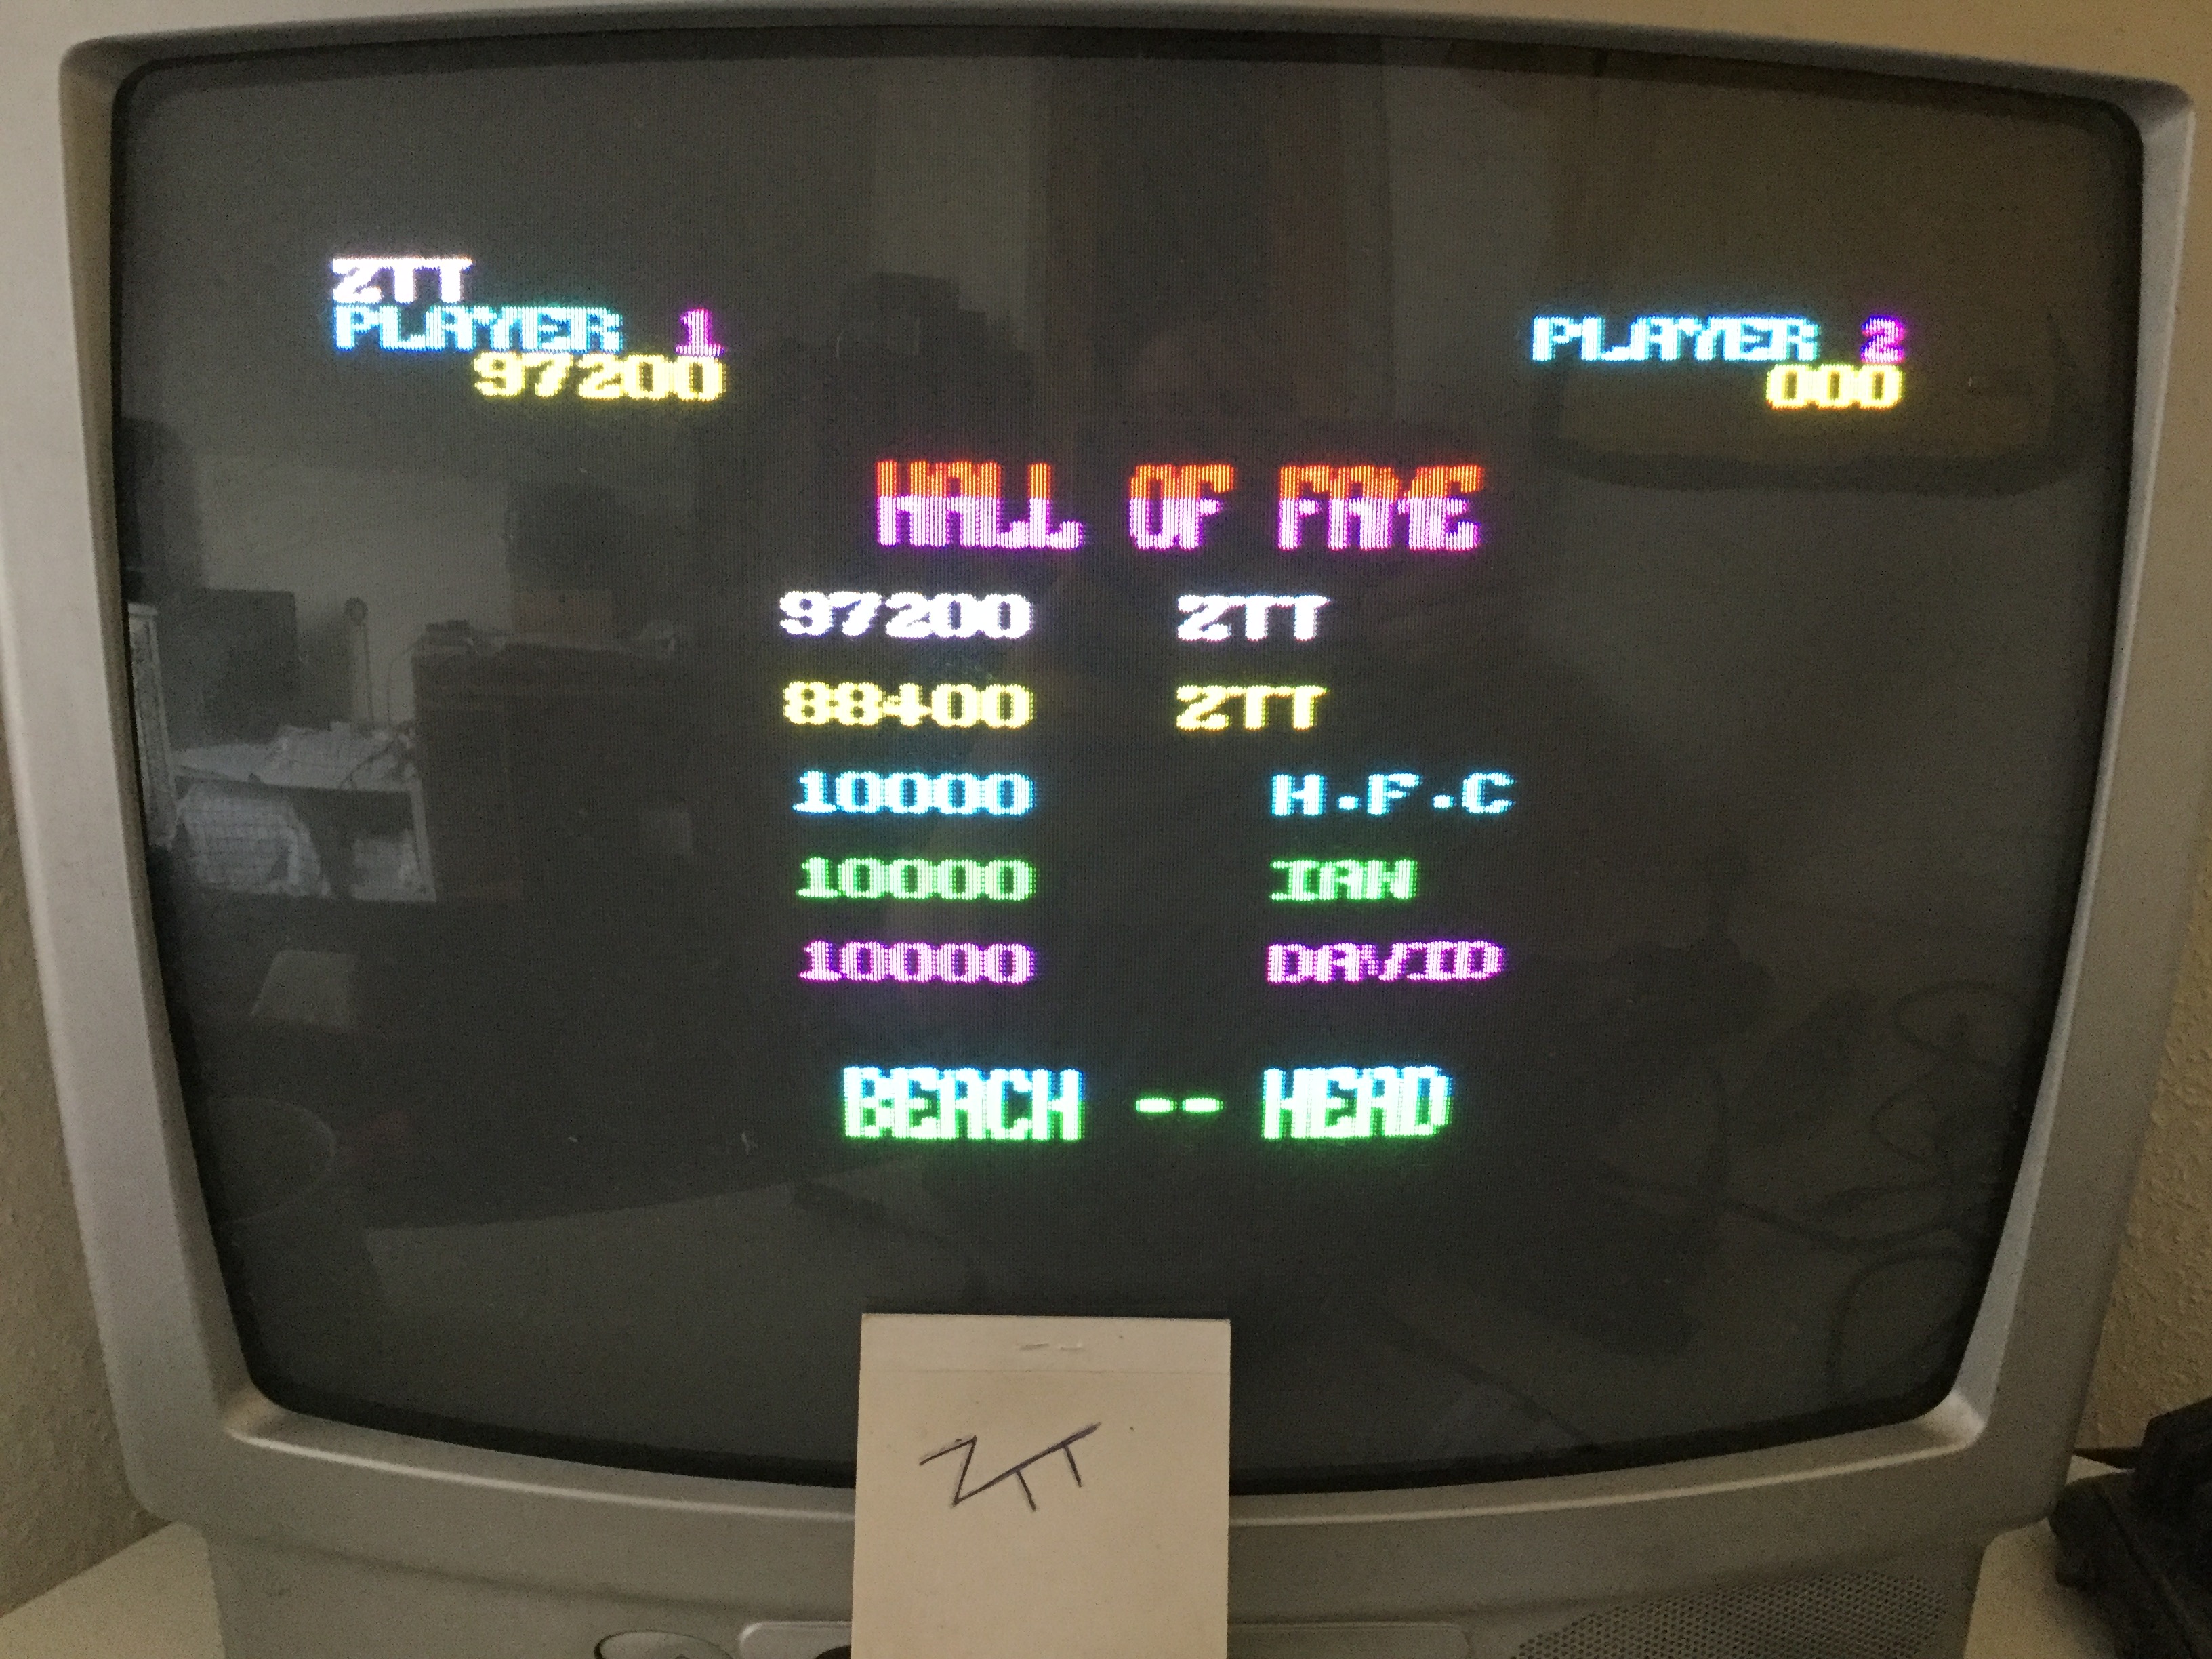 ZTT
PLAYER 1
97200
PLAYER 2
000
HALL OF FAME
97200 ZTT
88400 ZTT
10000 H.F.C
10000 IAN
10000 DAVID
BEACH -- HEAD
ZTT